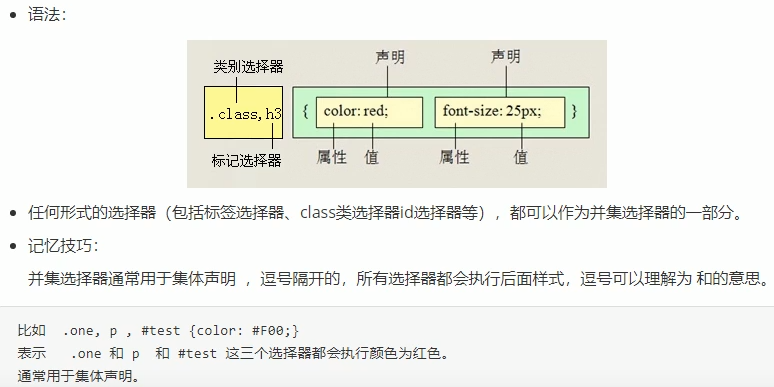 语法：
声明 声明
类别选择器
.class,h3 { color: red; font-size: 25px; }
标记选择器 属性 值 属性 值
任何形式的选择器（包括标签选择器、class类选择器id选择器等），都可以作为并集选择器的一部分。
记忆技巧：
并集选择器通常用于集体声明 ，逗号隔开的，所有选择器都会执行后面样式，逗号可以理解为 和的意思。
比如 .one, p , #test {color: #F00;}
表示 .one 和 p 和 #test 这三个选择器都会执行颜色为红色。
通常用于集体声明。